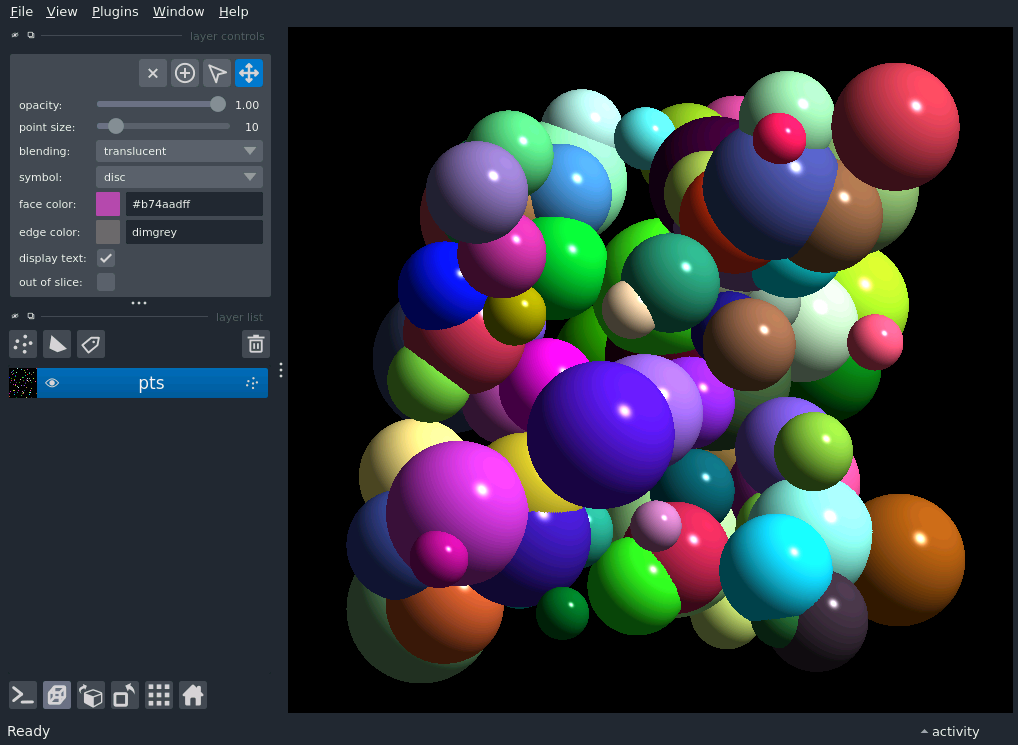 File View Plugins Window Help
layer controls
opacity: 1.00
point size: 10
blending: translucent
symbol: disc
face color: #b74aadff
edge color: dimgrey
display text:
out of slice:
layer list
pts
Ready activity